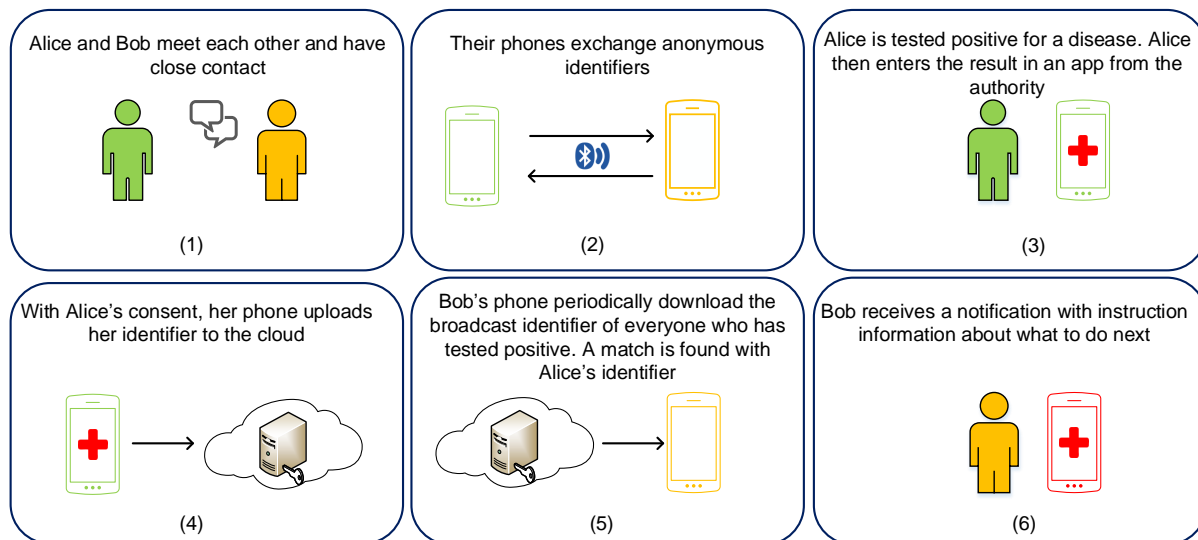 Alice and Bob meet each other and have
close contact
(1)
Their phones exchange anonymous
identifiers
(2)
Alice is tested positive for a disease. Alice
then enters the result in an app from the
authority
(3)
With Alice’s consent, her phone uploads
her identifier to the cloud
(4)
Bob’s phone periodically download the
broadcast identifier of everyone who has
tested positive. A match is found with
Alice’s identifier
(5)
Bob receives a notification with instruction
information about what to do next
(6)